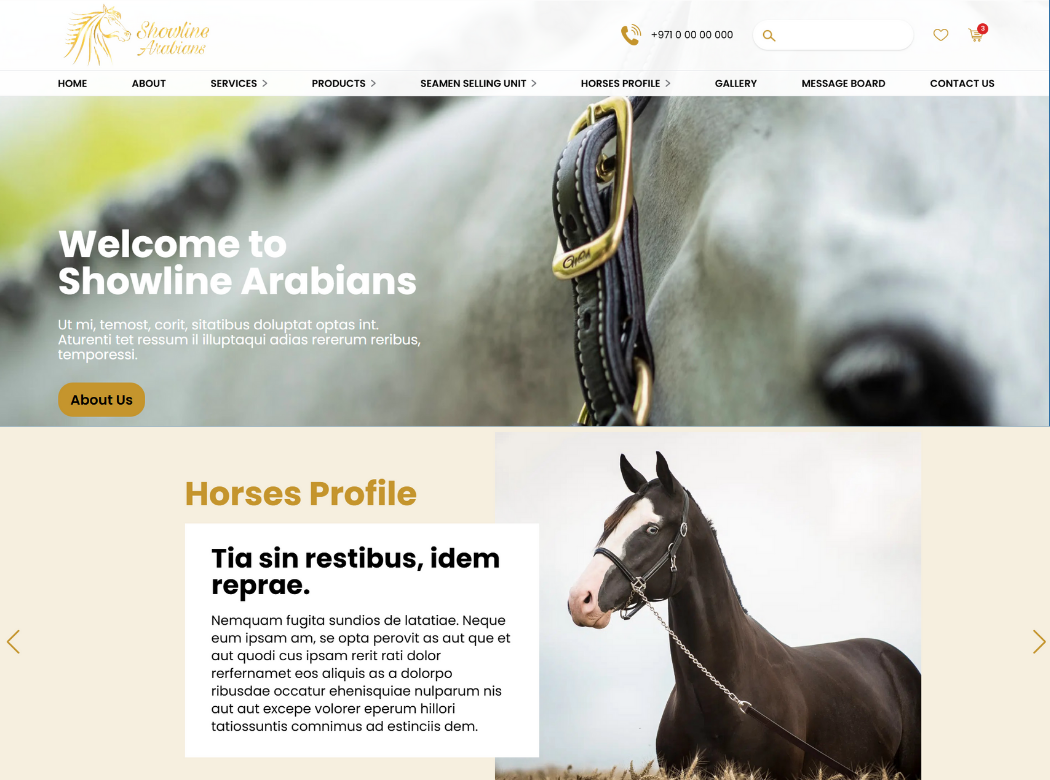 Showline
Arabians
+971 0 00 00 000
3
HOME ABOUT SERVICES PRODUCTS SEAMEN SELLING UNIT HORSES PROFILE GALLERY MESSAGE BOARD CONTACT US
Welcome to
Showline Arabians
Ut mi, temost, corit, sitatibus doluptat optas int.
Aturenti tet ressum il illuptaqui adias rererum reribus,
temporessi.
About Us
Horses Profile
Tia sin restibus, idem
reprae.
Nemquam fugita sundios de latatiae. Neque
eum ipsam am, se opta perovit as aut que et
aut quodi cus ipsam rerit rati dolor
rerfernamet eos aliquis as a dolorpo
ribusdae occatur ehenisquiae nulparum nis
aut aut excepe volorer eperum hillori
tatiossuntis comnimus ad estinciis dem.